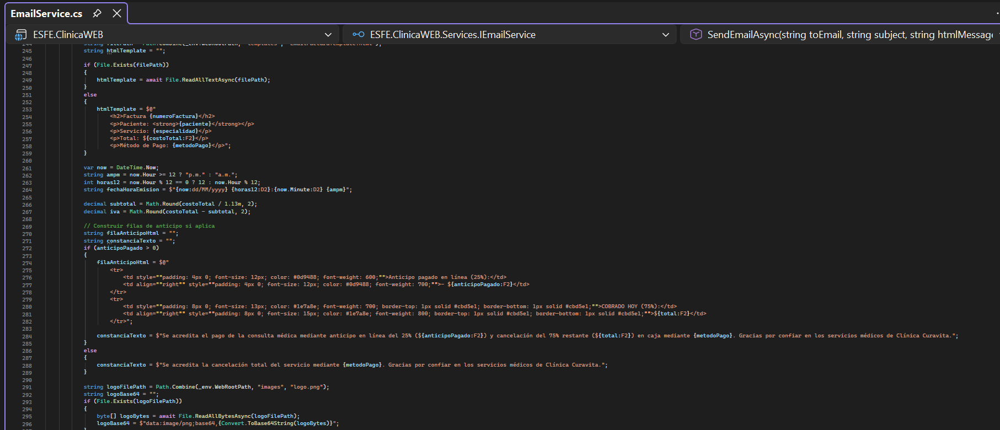 EmailService.cs
ESFE.ClinicaWEB
ESFE.ClinicaWEB.Services.IEmailService
SendEmailAsync(string toEmail, string subject, string htmlMessage
244 string filePath = Path.Combine(_env.WebRootPath, "templates", "EmailFacturaTemplate.html");
245 string htmlTemplate = "";
246
247 if (File.Exists(filePath))
248 {
249 htmlTemplate = await File.ReadAllTextAsync(filePath);
250 }
251 else
252 {
253 htmlTemplate = $@"
254 <h2>Factura {numeroFactura}</h2>
255 <p>Paciente: <strong>{paciente}</strong></p>
256 <p>Servicio: {especialidad}</p>
257 <p>Total: ${costoTotal:F2}</p>
258 <p>Método de Pago: {metodoPago}</p>";
259 }
260
261 var now = DateTime.Now;
262 string ampm = now.Hour >= 12 ? "p.m." : "a.m.";
263 int horas12 = now.Hour % 12 == 0 ? 12 : now.Hour % 12;
264 string fechaHoraEmision = $"{now:dd/MM/yyyy} {horas12:D2}:{now.Minute:D2} {ampm}";
265
266 decimal subtotal = Math.Round(costoTotal / 1.13m, 2);
267 decimal iva = Math.Round(costoTotal - subtotal, 2);
268
269 // Construir filas de anticipo si aplica
270 string filaAnticipoHtml = "";
271 string constanciaTexto = "";
272 if (anticipoPagado > 0)
273 {
274 filaAnticipoHtml = $@"
275 <tr>
276 <td style=""padding: 4px 0; font-size: 12px; color: #0d9488; font-weight: 600;"">Anticipo pagado en línea (25%):</td>
277 <td align=""right"" style=""padding: 4px 0; font-size: 12px; color: #0d9488; font-weight: 700;"">- ${anticipoPagado:F2}</td>
278 </tr>
279 <tr>
280 <td style=""padding: 8px 0; font-size: 13px; color: #1e7a8e; font-weight: 700; border-top: 1px solid #cbd5e1; border-bottom: 1px solid #cbd5e1;"">COBRADO HOY (75%):</td>
281 <td align=""right"" style=""padding: 8px 0; font-size: 15px; color: #1e7a8e; font-weight: 800; border-top: 1px solid #cbd5e1; border-bottom: 1px solid #cbd5e1;"">${total:F2}</td>
282 </tr>";
283
284 constanciaTexto = $"Se acredita el pago de la consulta médica mediante anticipo en línea del 25% (${anticipoPagado:F2}) y cancelación del 75% restante (${total:F2}) en caja mediante {metodoPago}. Gracias por confiar en los servicios médicos de Clínica Curavita.";
285 }
286 else
287 {
288 constanciaTexto = $"Se acredita la cancelación total del servicio mediante {metodoPago}. Gracias por confiar en los servicios médicos de Clínica Curavita.";
289 }
290
291 string logoFilePath = Path.Combine(_env.WebRootPath, "images", "logo.png");
292 string logoBase64 = "";
293 if (File.Exists(logoFilePath))
294 {
295 byte[] logoBytes = await File.ReadAllBytesAsync(logoFilePath);
296 logoBase64 = $"data:image/png;base64,{Convert.ToBase64String(logoBytes)}";